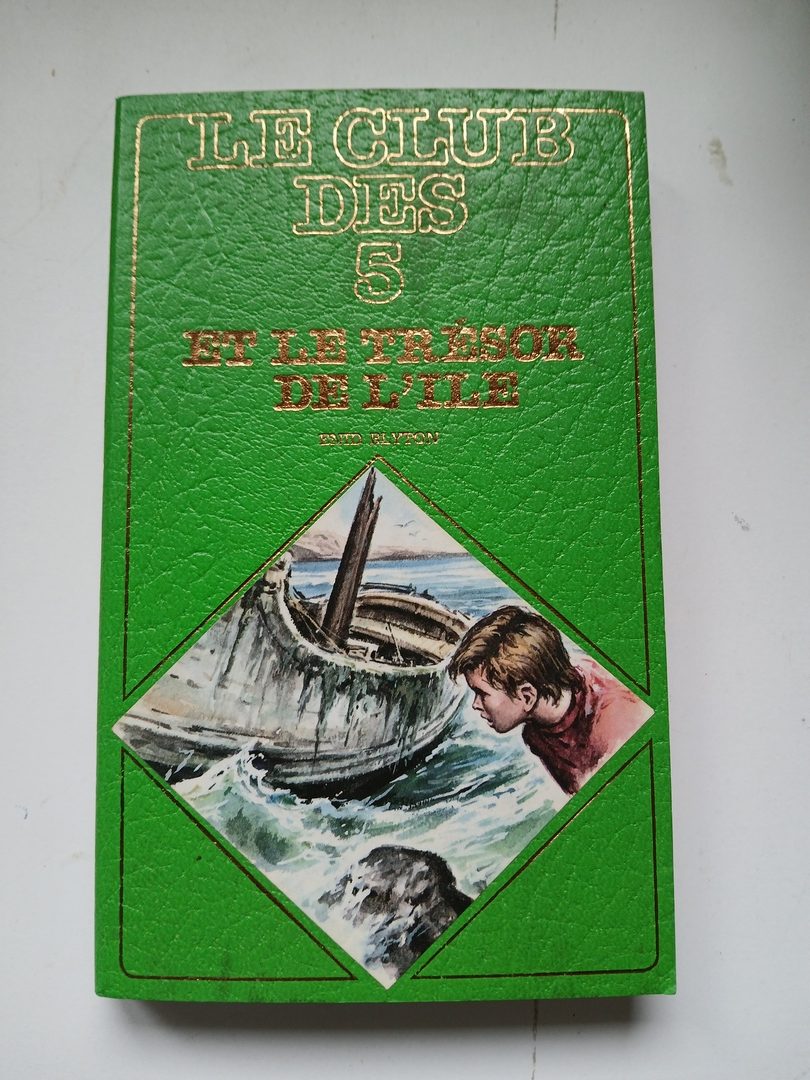 LE CLUB
DES
5
ET LE TRÉSOR
DE L'ILE
ENID BLYTON